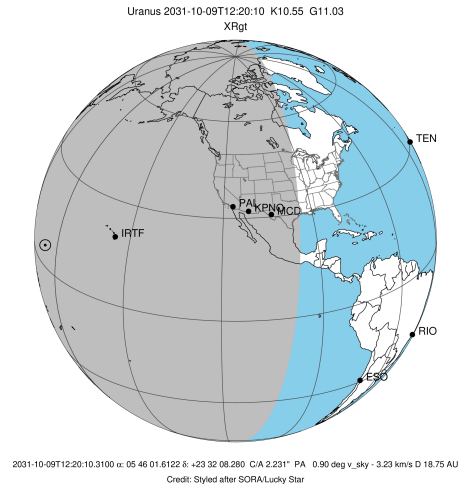 Uranus 2031-10-09T12:20:10 K10.55 G11.03
XRgt
TEN
PAL
KPNO
MCD
IRTF
RIO
ESO
2031-10-09T12:20:10.3100 α: 05 46 01.6122 δ: +23 32 08.280 C/A 2.231" PA 0.90 deg v_sky - 3.23 km/s D 18.75 AU
Credit: Styled after SORA/Lucky Star